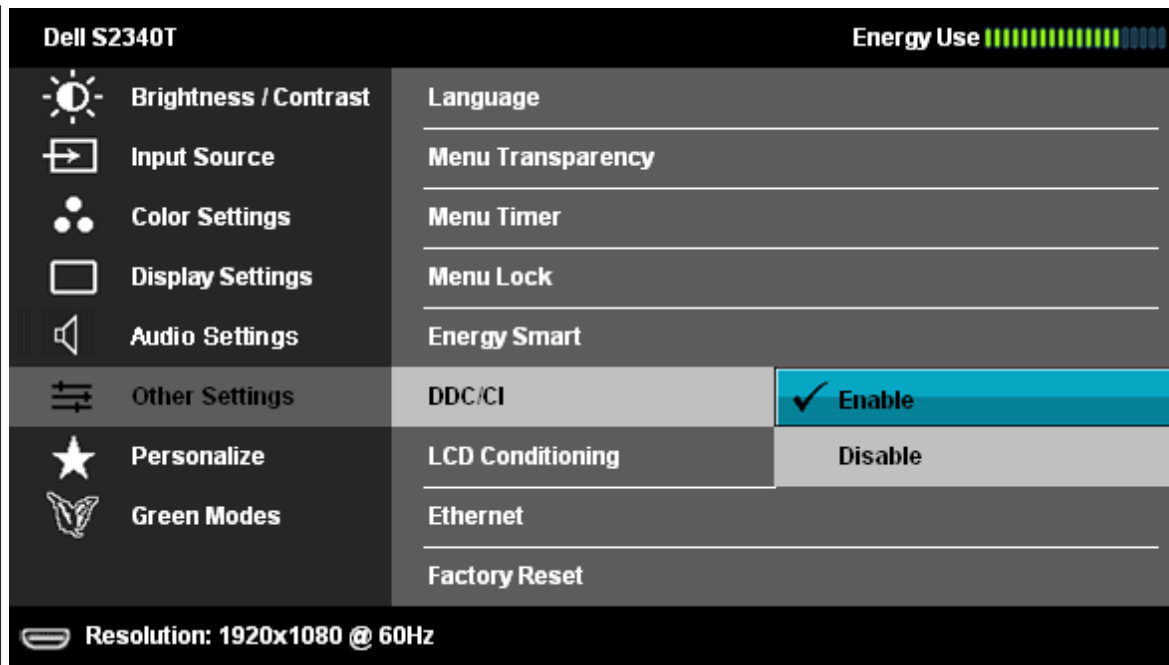 Dell S2340T Energy Use
Brightness / Contrast Language
Input Source Menu Transparency
Color Settings Menu Timer
Display Settings Menu Lock
Audio Settings Energy Smart
Other Settings DDC/CI Enable
Personalize LCD Conditioning Disable
Green Modes Ethernet
Factory Reset
Resolution: 1920x1080 @ 60Hz